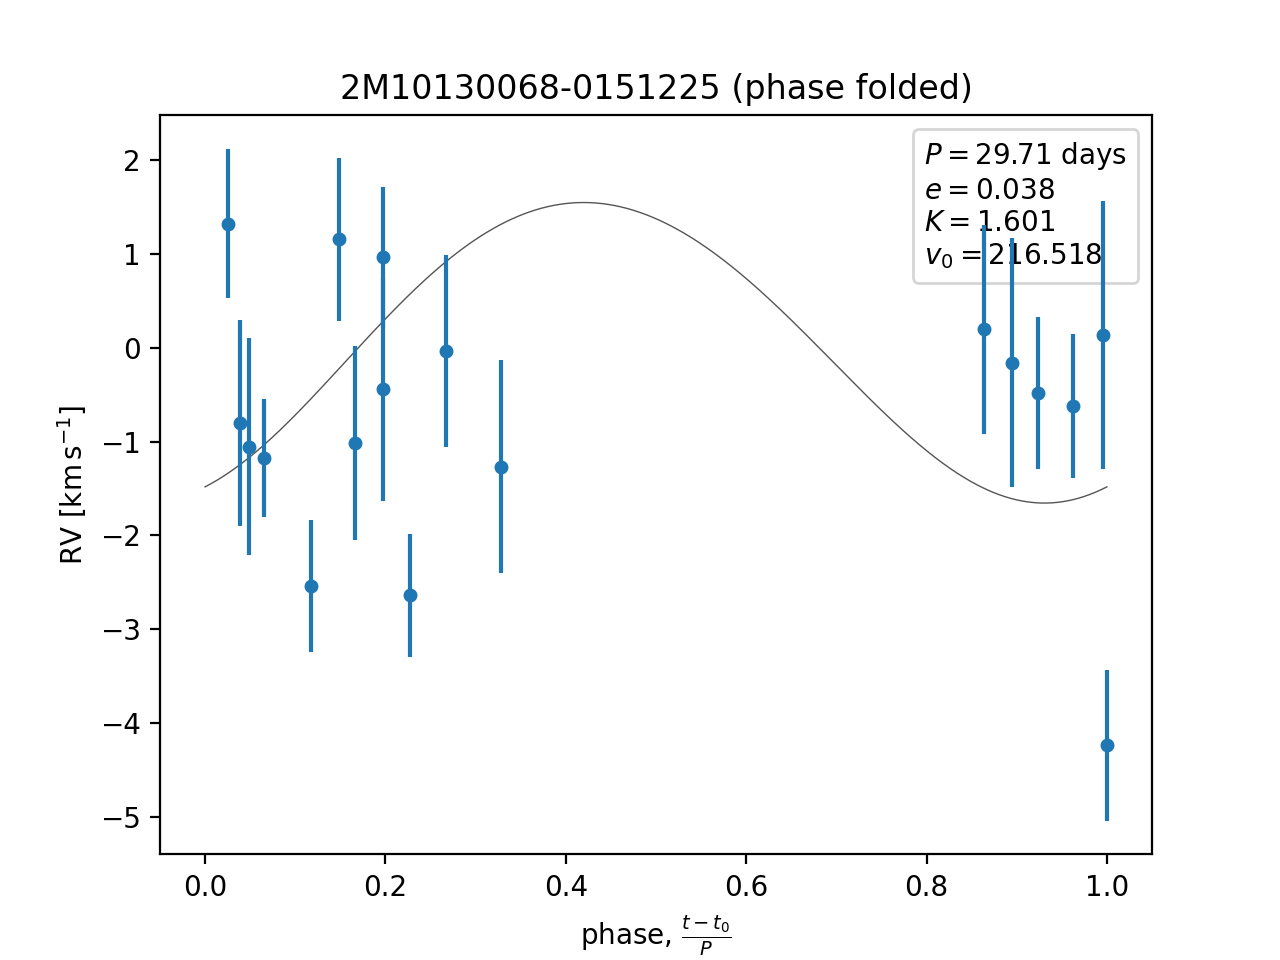 2M10130068-0151225 (phase folded)
P = 29.71 days
e = 0.038
K = 1.601
v₀ = 216.518
2
1
0
−1
−2
−3
−4
−5
RV [km s⁻¹]
0.0 0.2 0.4 0.6 0.8 1.0
phase, (t − t₀)/P